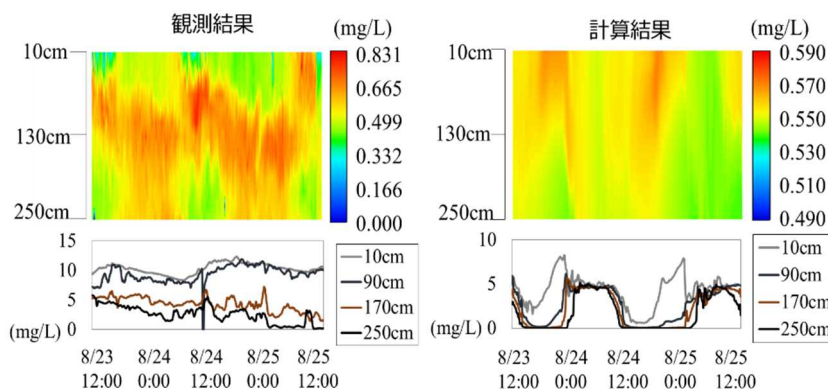 観測結果
(mg/L)
10cm
130cm
250cm
0.831
0.665
0.499
0.332
0.166
0.000
15
10
5
0
(mg/L)
10cm
90cm
170cm
250cm
8/23 8/24 8/24 8/25 8/25
12:00 0:00 12:00 0:00 12:00
計算結果
(mg/L)
10cm
130cm
250cm
0.590
0.570
0.550
0.530
0.510
0.490
10
5
0
(mg/L)
10cm
90cm
170cm
250cm
8/23 8/24 8/24 8/25 8/25
12:00 0:00 12:00 0:00 12:00